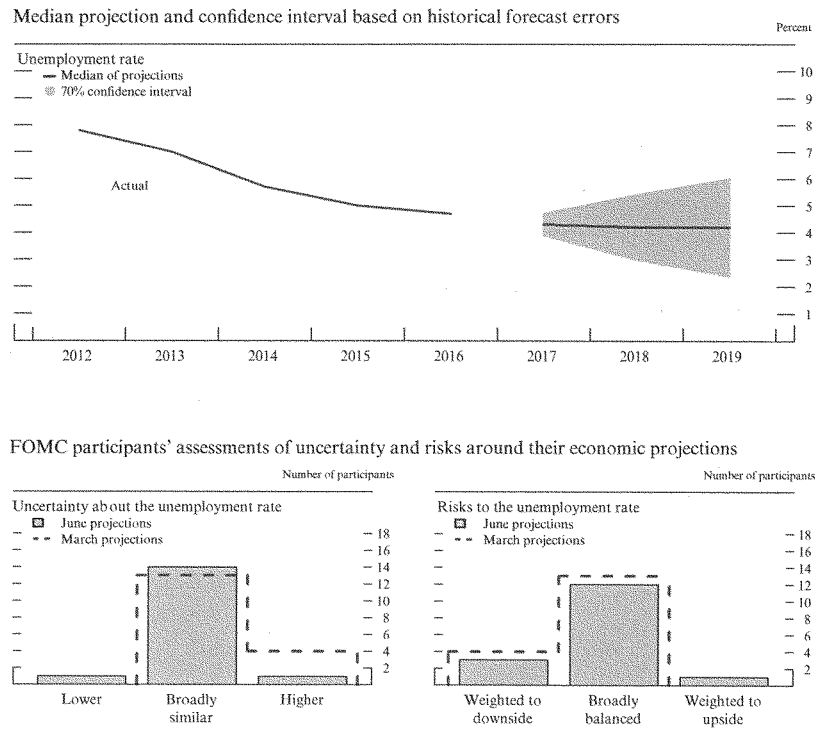 Median projection and confidence interval based on historical forecast errors
Percent
Unemployment rate
Median of projections
70% confidence interval
Actual
10
9
8
7
6
5
4
3
2
1
2012 2013 2014 2015 2016 2017 2018 2019
FOMC participants' assessments of uncertainty and risks around their economic projections
Number of participants
Uncertainty about the unemployment rate
June projections
March projections
18
16
14
12
10
8
6
4
2
Lower Broadly similar Higher
Number of participants
Risks to the unemployment rate
June projections
March projections
18
16
14
12
10
8
6
4
2
Weighted to downside Broadly balanced Weighted to upside